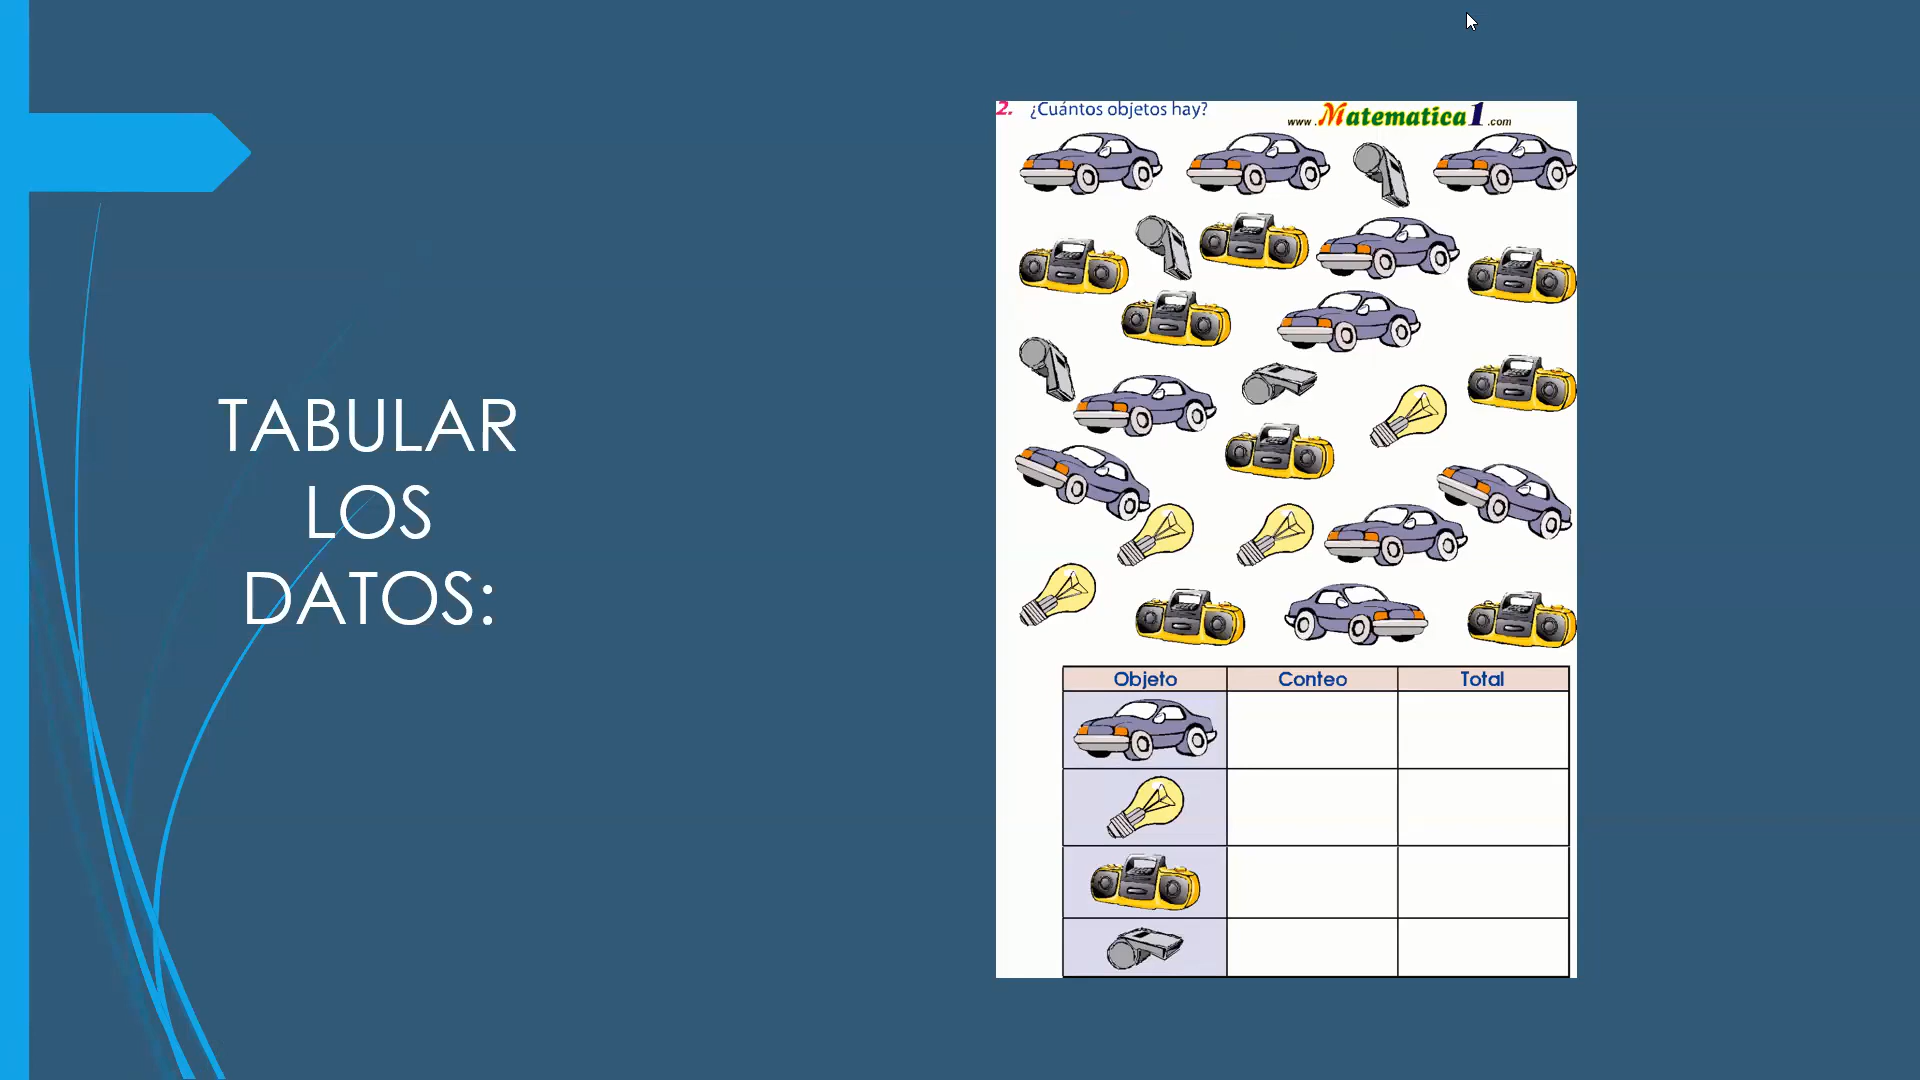 TABULAR
LOS
DATOS:
2. ¿Cuántos objetos hay?
www.Matematica1.com
Objeto Conteo Total